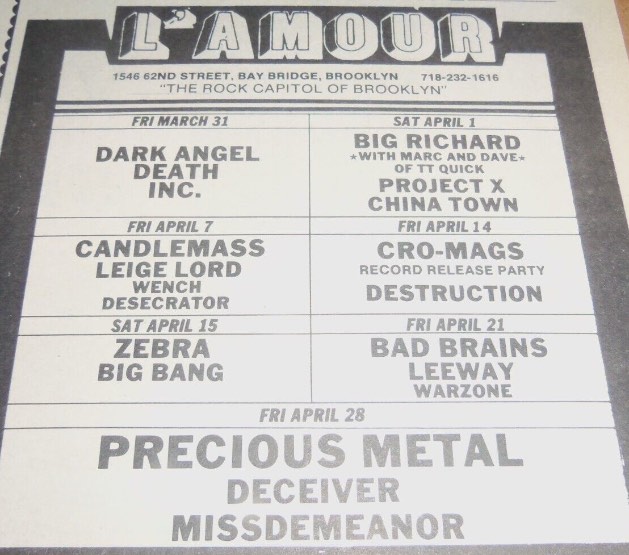 L'AMOUR
1546 62ND STREET, BAY BRIDGE, BROOKLYN 718-232-1616
"THE ROCK CAPITOL OF BROOKLYN"
FRI MARCH 31
DARK ANGEL
DEATH
INC.
SAT APRIL 1
BIG RICHARD
*WITH MARC AND DAVE*
OF TT QUICK
PROJECT X
CHINA TOWN
FRI APRIL 7
CANDLEMASS
LEIGE LORD
WENCH
DESECRATOR
FRI APRIL 14
CRO-MAGS
RECORD RELEASE PARTY
DESTRUCTION
SAT APRIL 15
ZEBRA
BIG BANG
FRI APRIL 21
BAD BRAINS
LEEWAY
WARZONE
FRI APRIL 28
PRECIOUS METAL
DECEIVER
MISSDEMEANOR